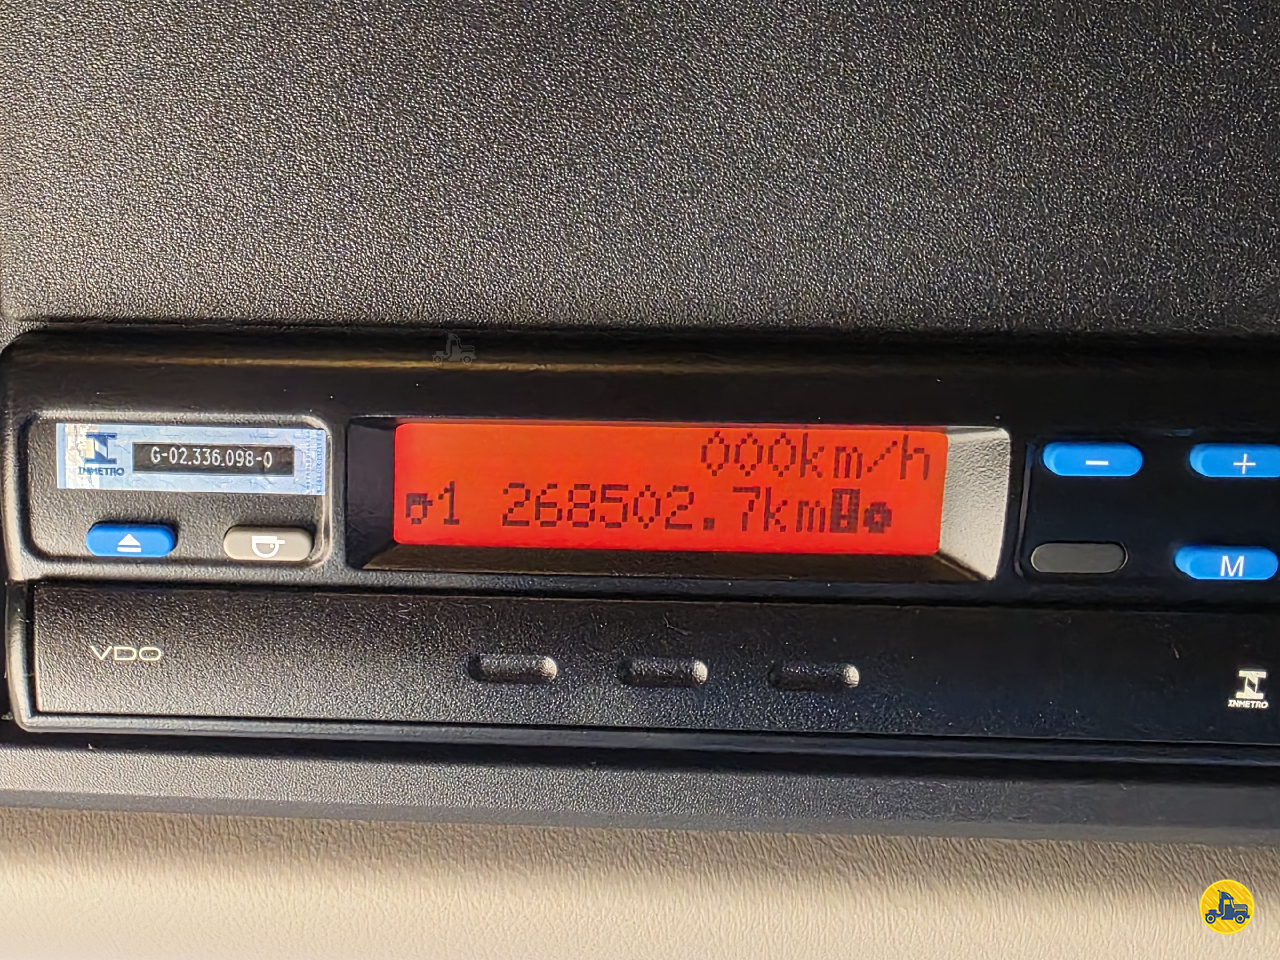 INMETRO
G-02.336.098-0
000km/h
1 268502.7km
− +
M
VDO
INMETRO